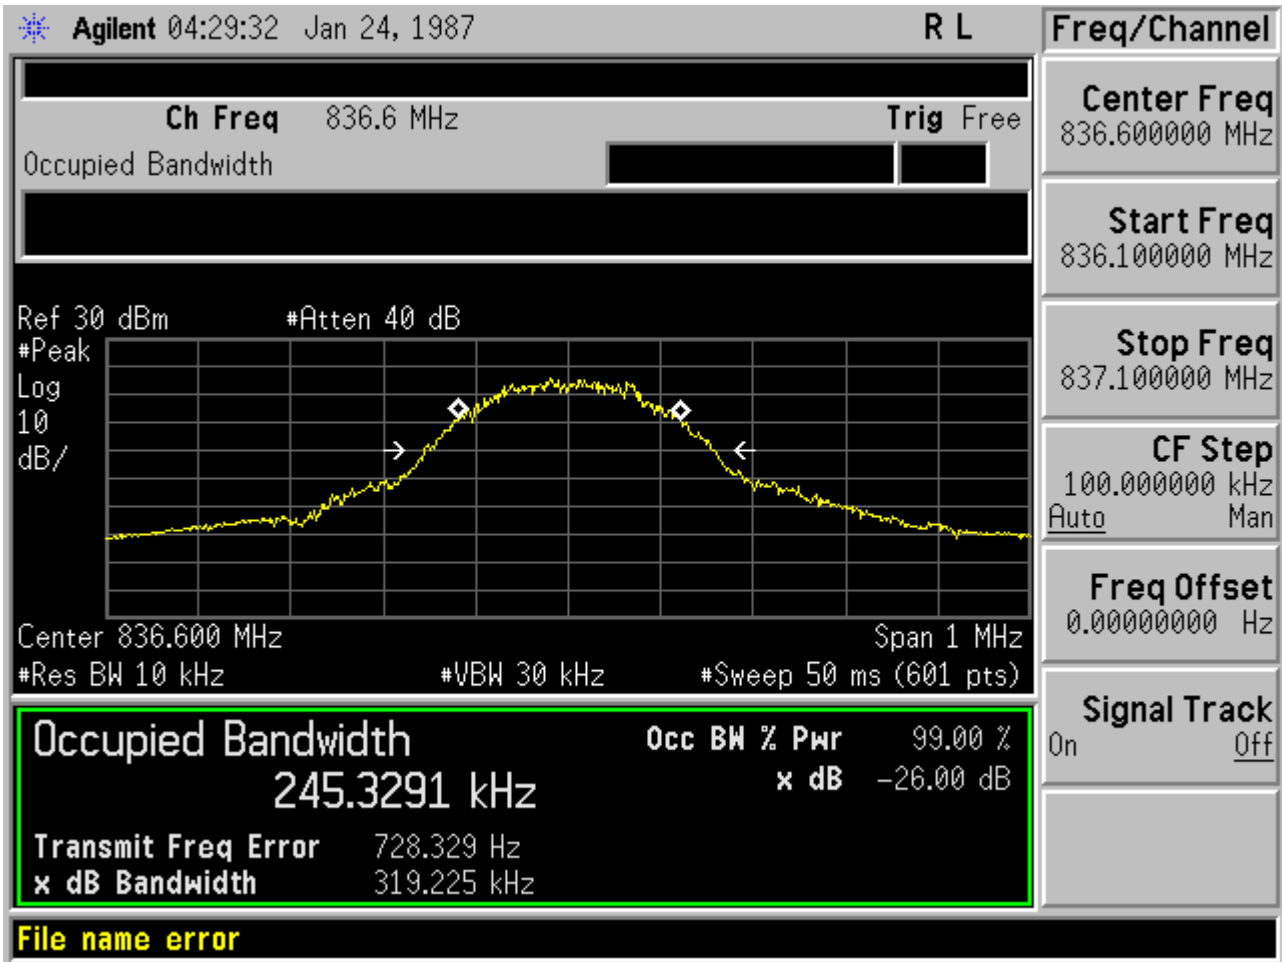 Agilent 04:29:32 Jan 24, 1987 R L
Ch Freq 836.6 MHz Trig Free
Occupied Bandwidth
Ref 30 dBm #Atten 40 dB
#Peak
Log
10
dB/
Center 836.600 MHz Span 1 MHz
#Res BW 10 kHz #VBW 30 kHz #Sweep 50 ms (601 pts)
Occupied Bandwidth Occ BW % Pwr 99.00 %
245.3291 kHz x dB -26.00 dB
Transmit Freq Error 728.329 Hz
x dB Bandwidth 319.225 kHz
File name error
Freq/Channel
Center Freq
836.600000 MHz
Start Freq
836.100000 MHz
Stop Freq
837.100000 MHz
CF Step
100.000000 kHz
Auto Man
Freq Offset
0.00000000 Hz
Signal Track
On Off